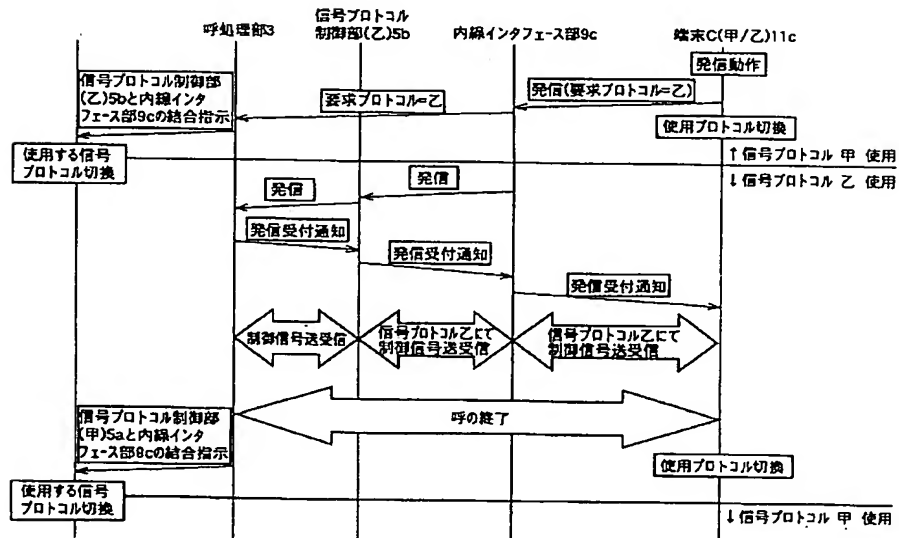 呼処理部3
信号プロトコル
制御部(乙)5b
内線インタフェース部9c
端末C(甲/乙)11c
発信動作
信号プロトコル制御部
(乙)5bと内線インタ
フェース部9cの結合指示
要求プロトコル=乙
発信(要求プロトコル=乙)
使用プロトコル切換
使用する信号
プロトコル切換
↑信号プロトコル 甲 使用
↓信号プロトコル 乙 使用
発信
発信
発信受付通知
発信受付通知
発信受付通知
制御信号送受信
信号プロトコル乙にて
制御信号送受信
信号プロトコル乙にて
制御信号送受信
呼の終了
信号プロトコル制御部
(甲)5aと内線インタ
フェース部9cの結合指示
使用プロトコル切換
使用する信号
プロトコル切換
↓信号プロトコル 甲 使用